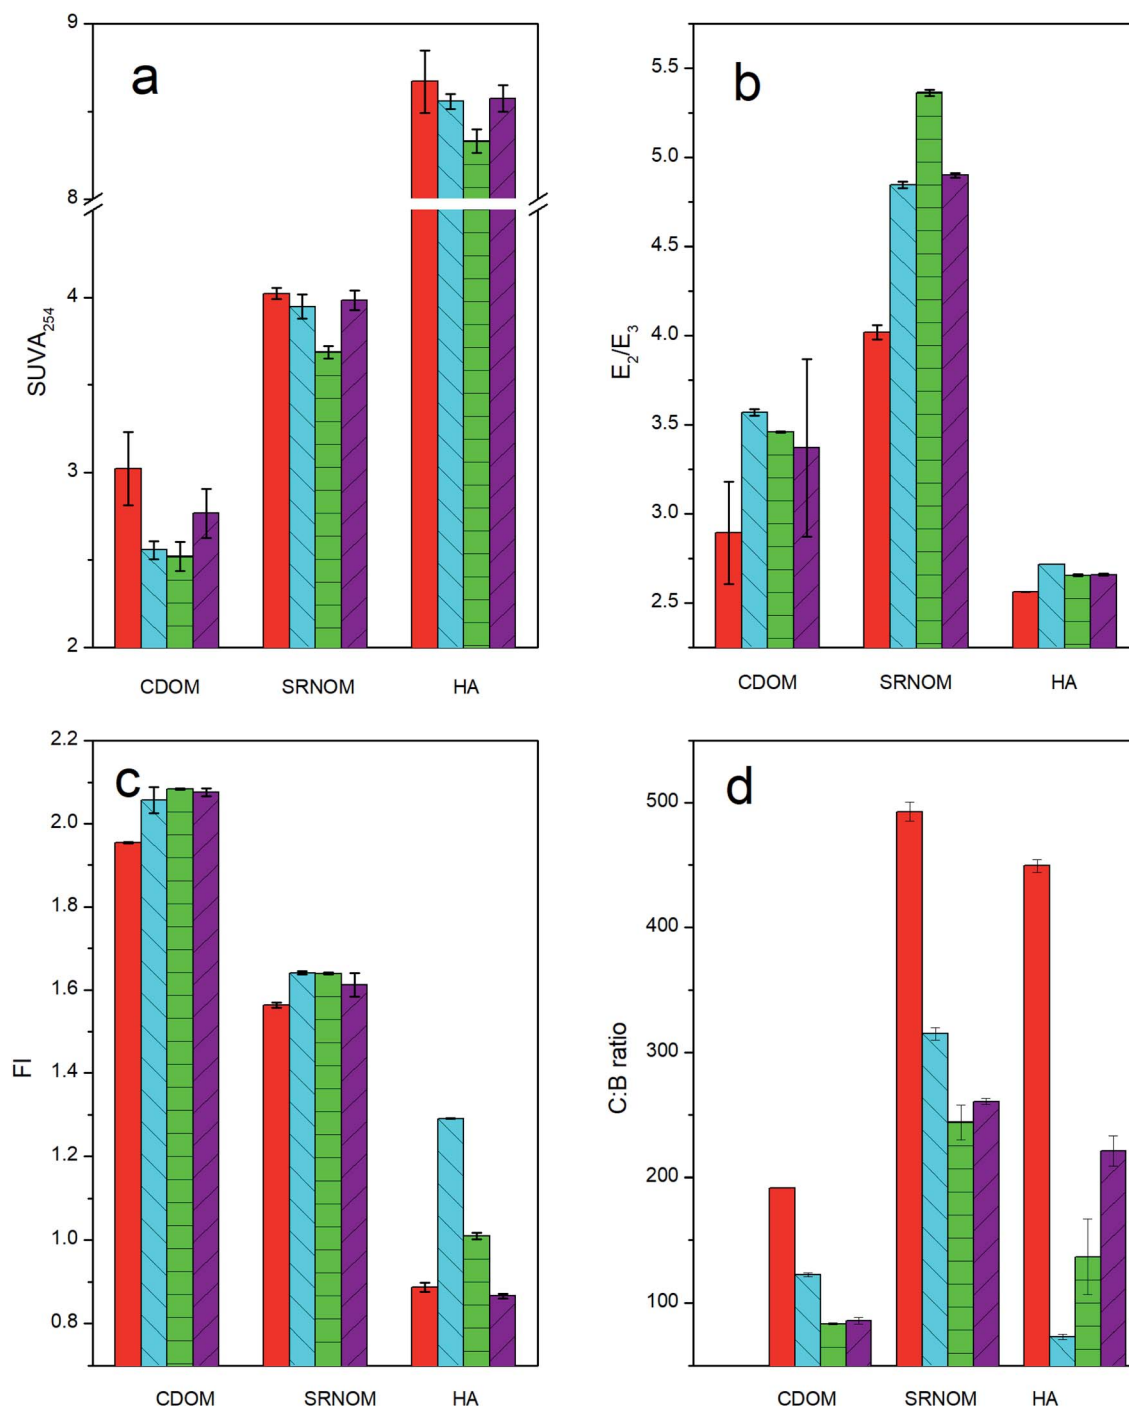 a
SUVA254
9
8
4
3
2
CDOM SRNOM HA
b
E2/E3
5.5
5.0
4.5
4.0
3.5
3.0
2.5
CDOM SRNOM HA
c
FI
2.2
2.0
1.8
1.6
1.4
1.2
1.0
0.8
CDOM SRNOM HA
d
C:B ratio
500
400
300
200
100
CDOM SRNOM HA